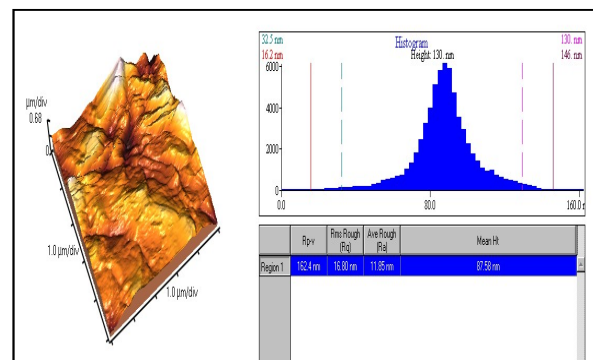 μm/div
0.68
0
1.0 μm/div
1.0 μm/div
32.5 nm Histogram 130. nm
16.2 nm Height: 130. nm 146. nm
6000
4000
2000
0
0.0 80.0 160.0 n
Rp-v Rms Rough (Rq) Ave Rough (Ra) Mean Ht
Region 1 162.4 nm 16.80 nm 11.85 nm 87.58 nm